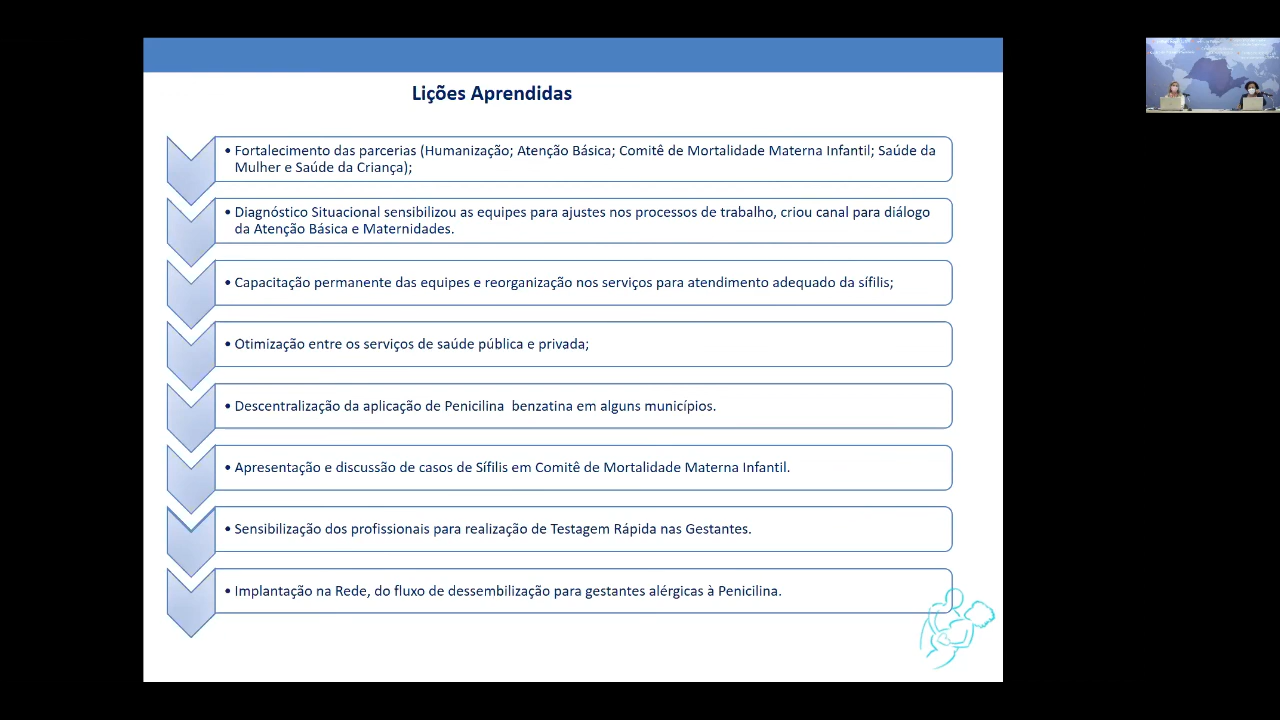 Lições Aprendidas
• Fortalecimento das parcerias (Humanização; Atenção Básica; Comitê de Mortalidade Materna Infantil; Saúde da
Mulher e Saúde da Criança);
• Diagnóstico Situacional sensibilizou as equipes para ajustes nos processos de trabalho, criou canal para diálogo
da Atenção Básica e Maternidades.
• Capacitação permanente das equipes e reorganização nos serviços para atendimento adequado da sífilis;
• Otimização entre os serviços de saúde pública e privada;
• Descentralização da aplicação de Penicilina  benzatina em alguns municípios.
• Apresentação e discussão de casos de Sífilis em Comitê de Mortalidade Materna Infantil.
• Sensibilização dos profissionais para realização de Testagem Rápida nas Gestantes.
• Implantação na Rede, do fluxo de dessembilização para gestantes alérgicas à Penicilina.